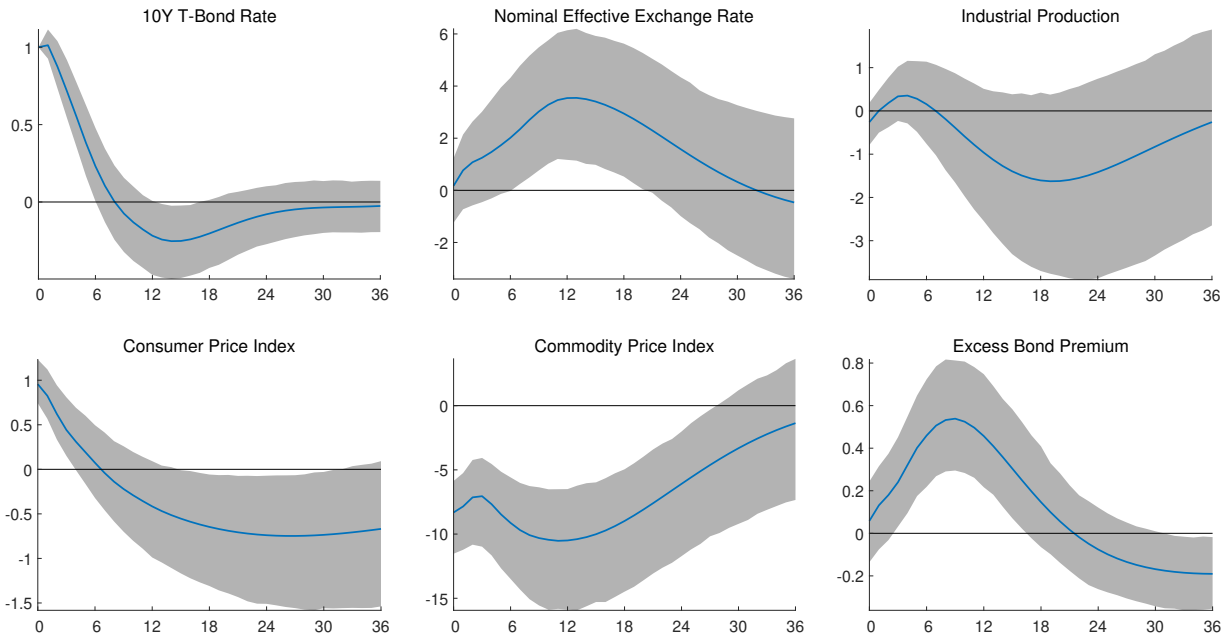 10Y T-Bond Rate
1
0.5
0
0 6 12 18 24 30 36
Nominal Effective Exchange Rate
6
4
2
0
-2
0 6 12 18 24 30 36
Industrial Production
1
0
-1
-2
-3
0 6 12 18 24 30 36
Consumer Price Index
1
0.5
0
-0.5
-1
-1.5
0 6 12 18 24 30 36
Commodity Price Index
0
-5
-10
-15
0 6 12 18 24 30 36
Excess Bond Premium
0.8
0.6
0.4
0.2
0
-0.2
0 6 12 18 24 30 36